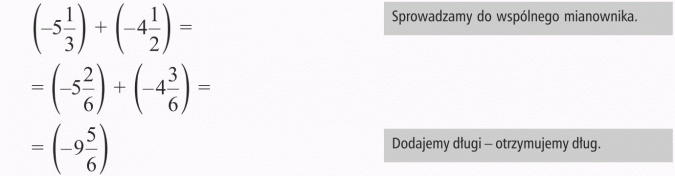 (–5 1/3) + (–4 1/2) =
Sprowadzamy do wspólnego mianownika.
= (–5 2/6) + (–4 3/6) =
= (–9 5/6)
Dodajemy długi – otrzymujemy dług.